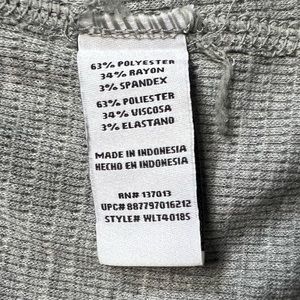 63% POLYESTER
34% RAYON
3% SPANDEX
63% POLIESTER
34% VISCOSA
3% ELASTANO
MADE IN INDONESIA
HECHO EN INDONESIA
RN# 137013
UPC# 887797016212
STYLE# WLT4018S